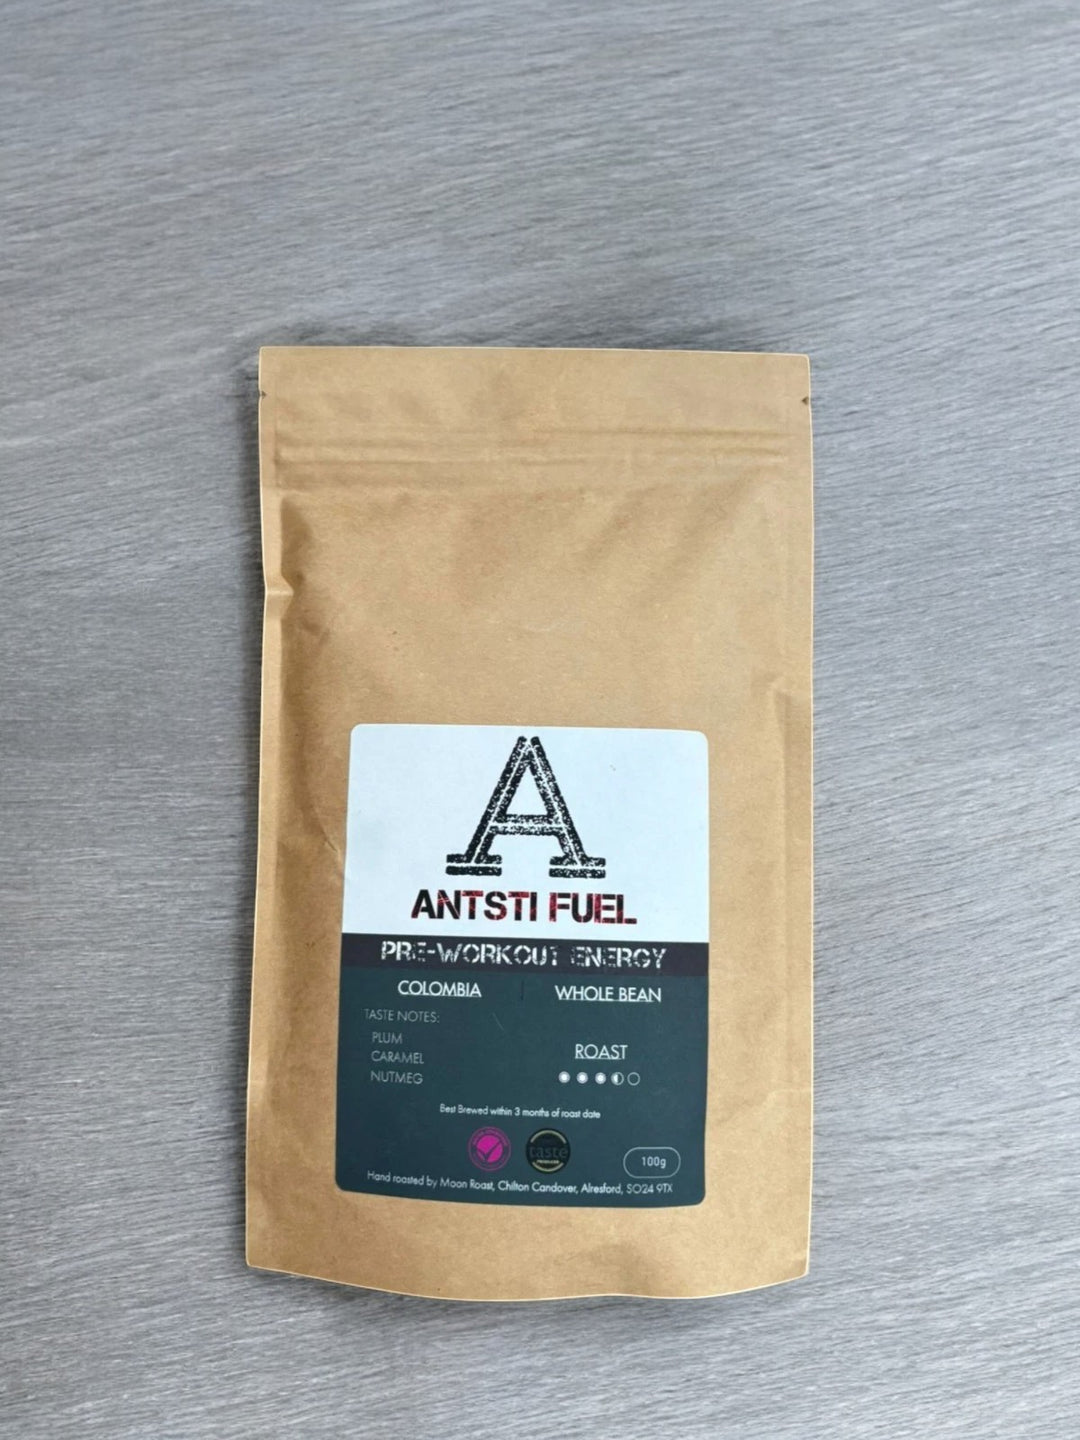 A
ANTSTI FUEL
PRE-WORKOUT ENERGY
COLOMBIA
WHOLE BEAN
TASTE NOTES:
PLUM
CARAMEL
NUTMEG
ROAST
Best Brewed within 3 months of roast date
taste
PRODUCER
100g
Hand roasted by Moon Roast, Chilton Candover, Alresford, SO24 9TX